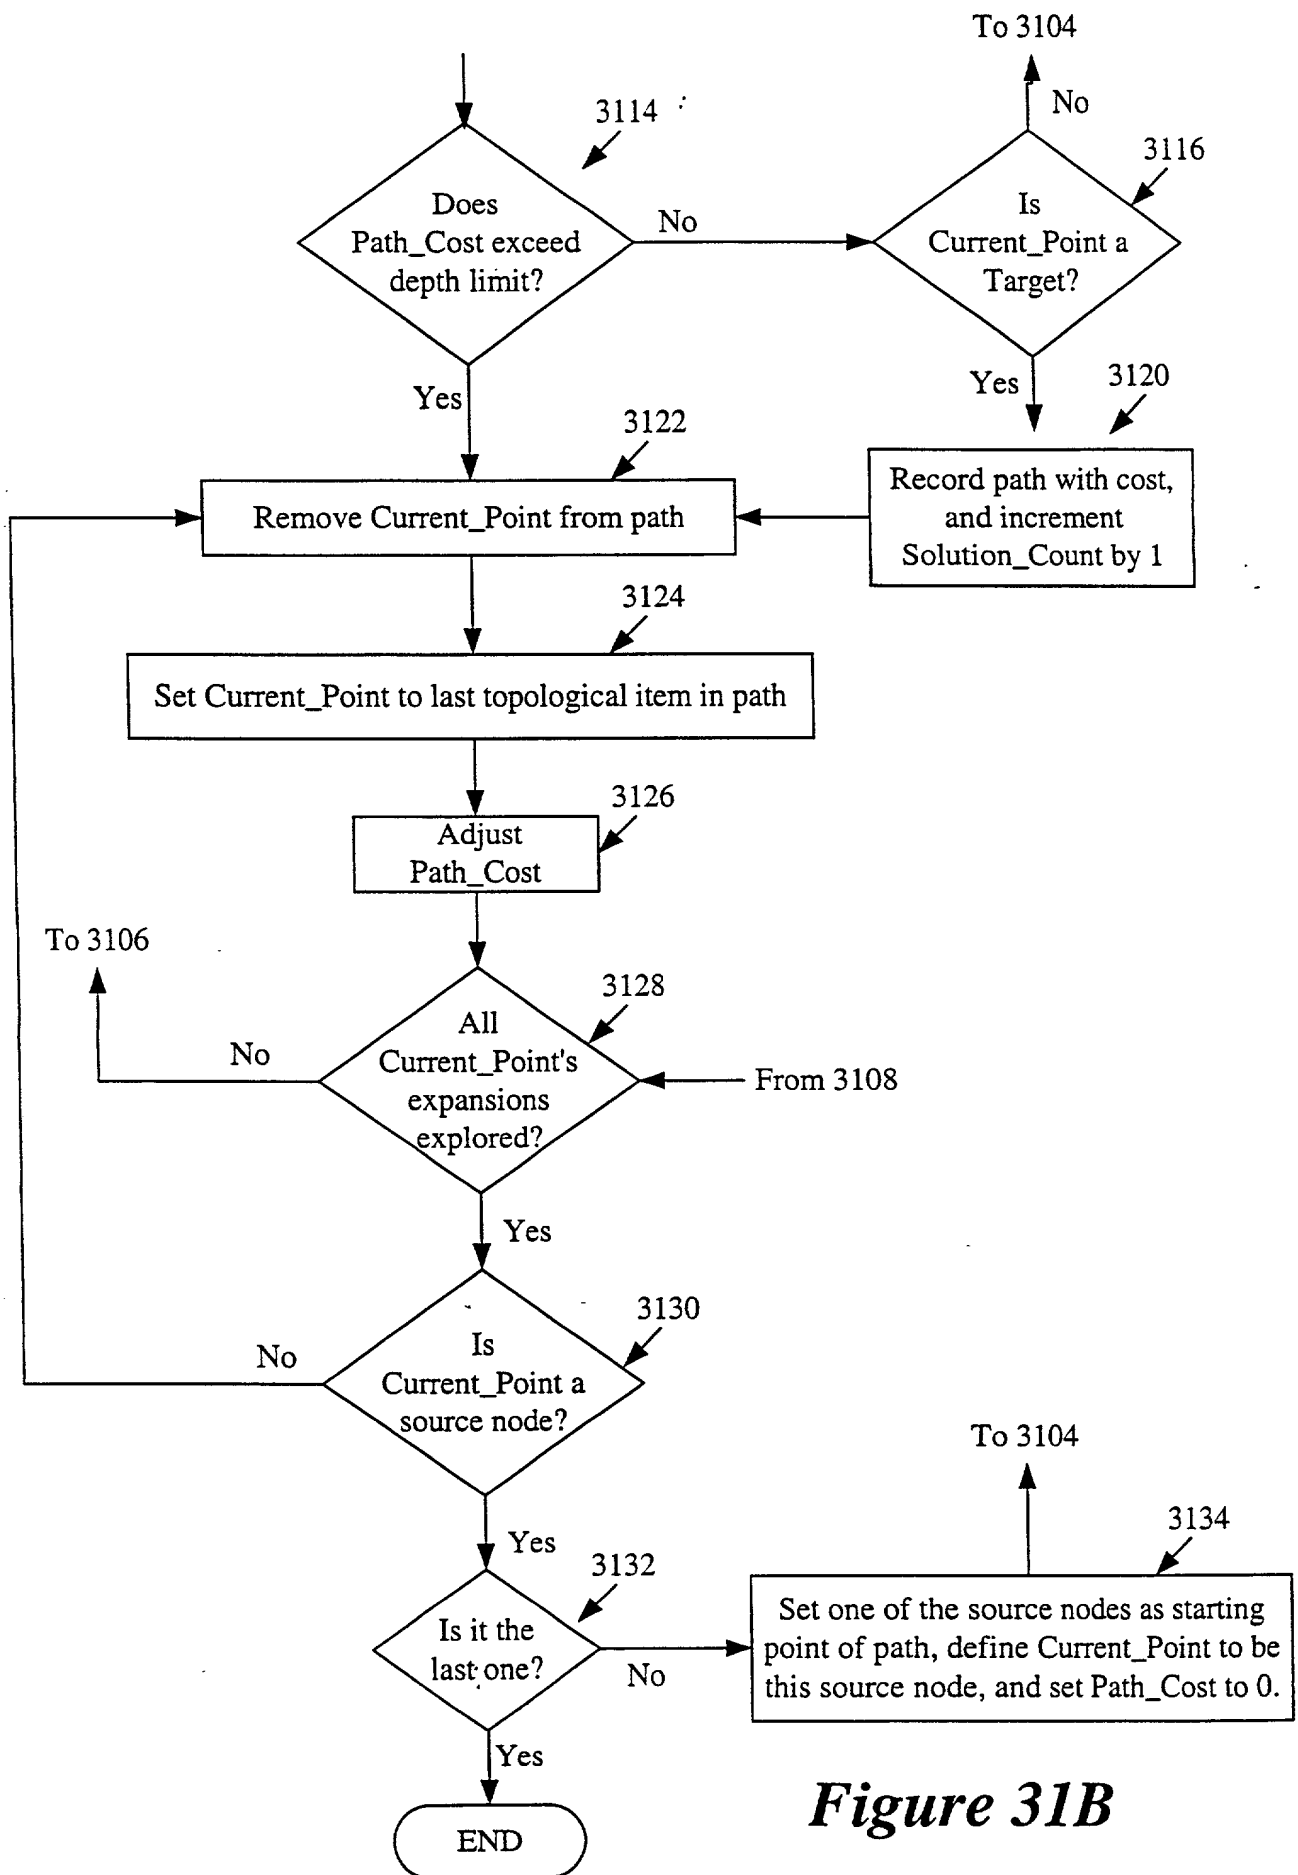 To 3104
No
3114
3116
Does
Path_Cost exceed
depth limit?
No
Is
Current_Point a
Target?
Yes
Yes
3120
3122
Record path with cost,
and increment
Solution_Count by 1
Remove Current_Point from path
3124
Set Current_Point to last topological item in path
3126
Adjust
Path_Cost
To 3106
3128
All
Current_Point's
expansions
explored?
No
From 3108
Yes
3130
Is
Current_Point a
source node?
No
To 3104
3134
Yes
3132
Is it the
last one?
No
Set one of the source nodes as starting
point of path, define Current_Point to be
this source node, and set Path_Cost to 0.
Yes
END
Figure 31B